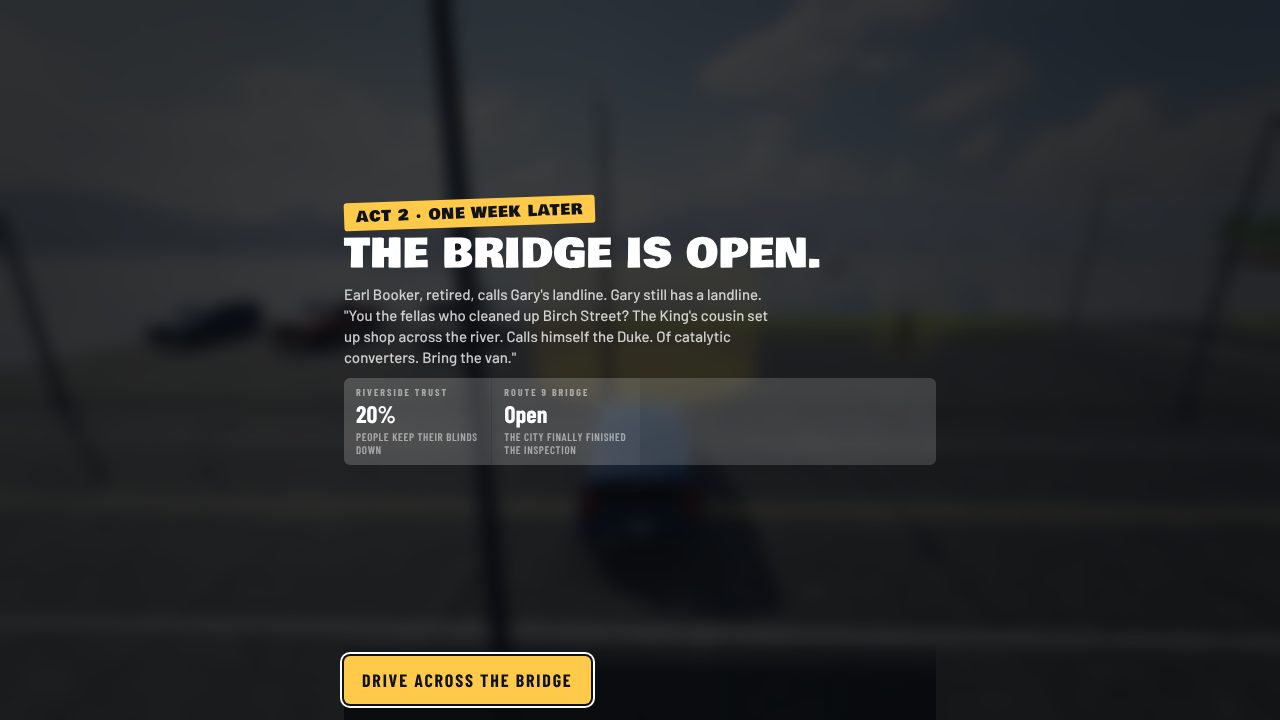 ACT 2 · ONE WEEK LATER
THE BRIDGE IS OPEN.
Earl Booker, retired, calls Gary's landline. Gary still has a landline.
"You the fellas who cleaned up Birch Street? The King's cousin set
up shop across the river. Calls himself the Duke. Of catalytic
converters. Bring the van."
RIVERSIDE TRUST
20%
PEOPLE KEEP THEIR BLINDS
DOWN
ROUTE 9 BRIDGE
Open
THE CITY FINALLY FINISHED
THE INSPECTION
DRIVE ACROSS THE BRIDGE